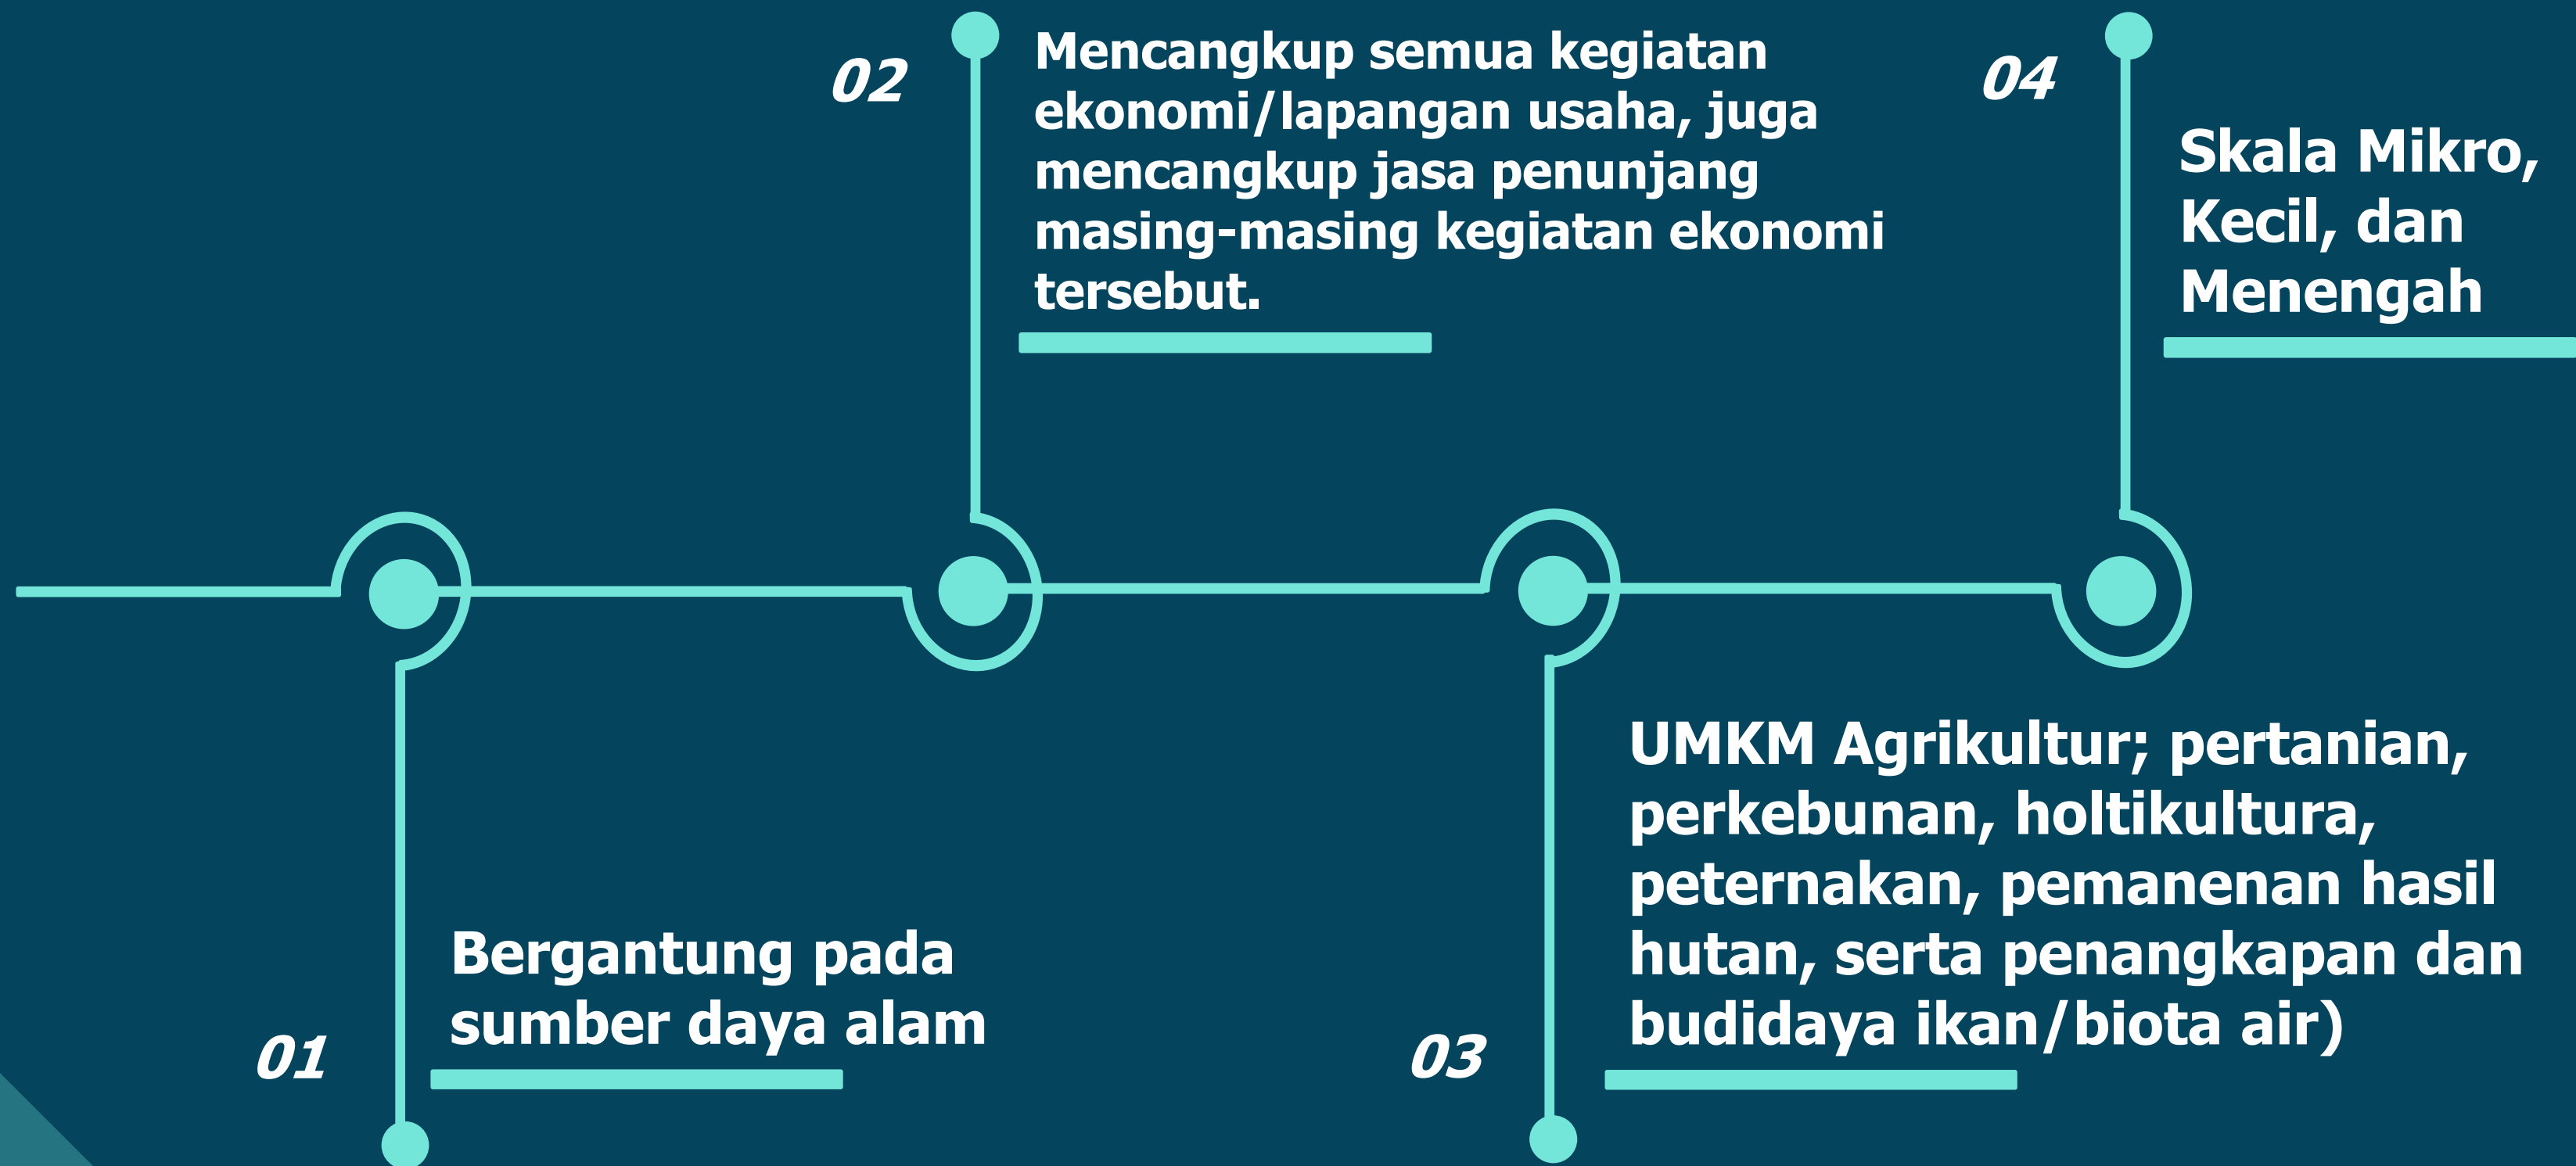 01
Bergantung pada
sumber daya alam
02
Mencangkup semua kegiatan
ekonomi/lapangan usaha, juga
mencangkup jasa penunjang
masing-masing kegiatan ekonomi
tersebut.
03
UMKM Agrikultur; pertanian,
perkebunan, holtikultura,
peternakan, pemanenan hasil
hutan, serta penangkapan dan
budidaya ikan/biota air)
04
Skala Mikro,
Kecil, dan
Menengah